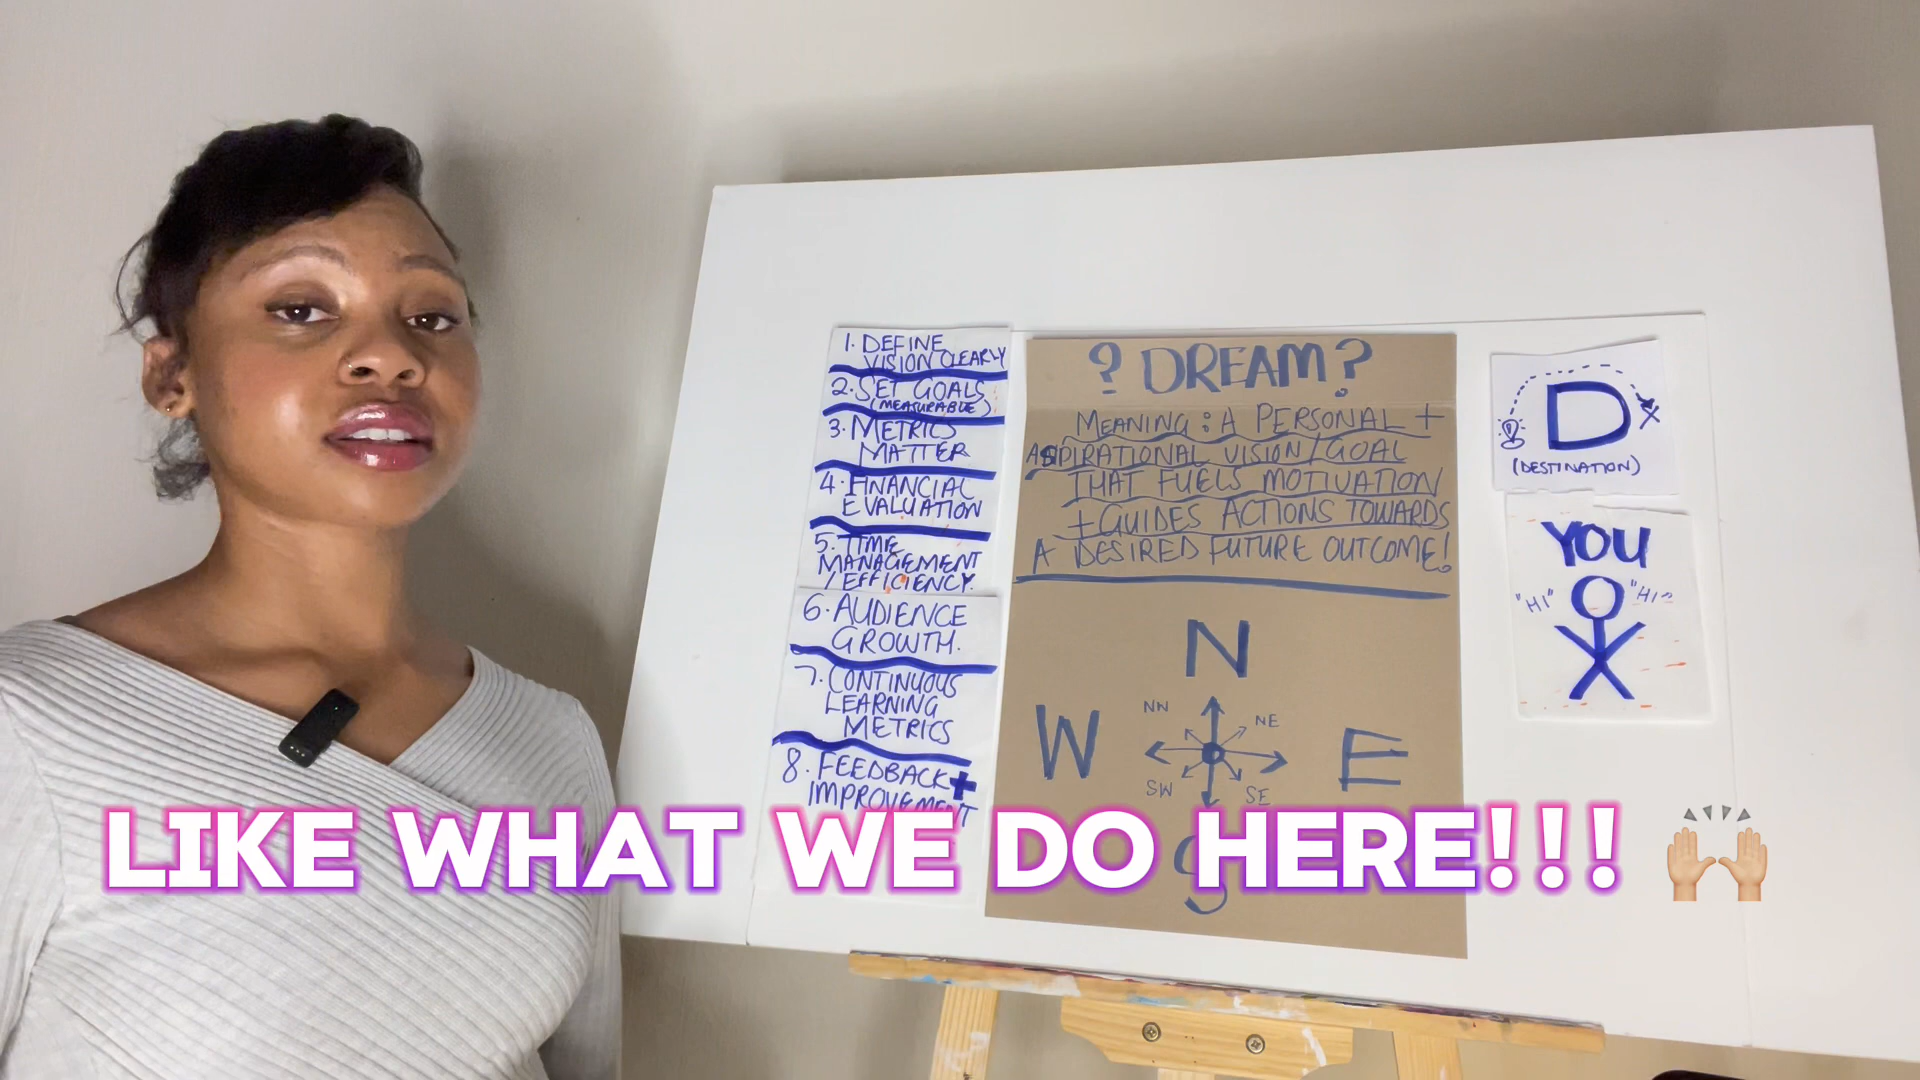 1. DEFINE
VISION CLEARLY
2. SET GOALS
(MEASURABLE)
3. METRICS
MATTER
4. FINANCIAL
EVALUATION
5. TIME
MANAGEMENT
/EFFICIENCY.
6. AUDIENCE
GROWTH.
7. CONTINUOUS
LEARNING
METRICS
8. FEEDBACK +
IMPROVEMENT
? DREAM ?
MEANING: A PERSONAL +
ASPIRATIONAL VISION/GOAL
THAT FUELS MOTIVATION
+ GUIDES ACTIONS TOWARDS
A DESIRED FUTURE OUTCOME!
N
NW NE
W E
SW SE
S
D
(DESTINATION)
YOU
"HI" "HI"
LIKE WHAT WE DO HERE!!! 🙌🏼